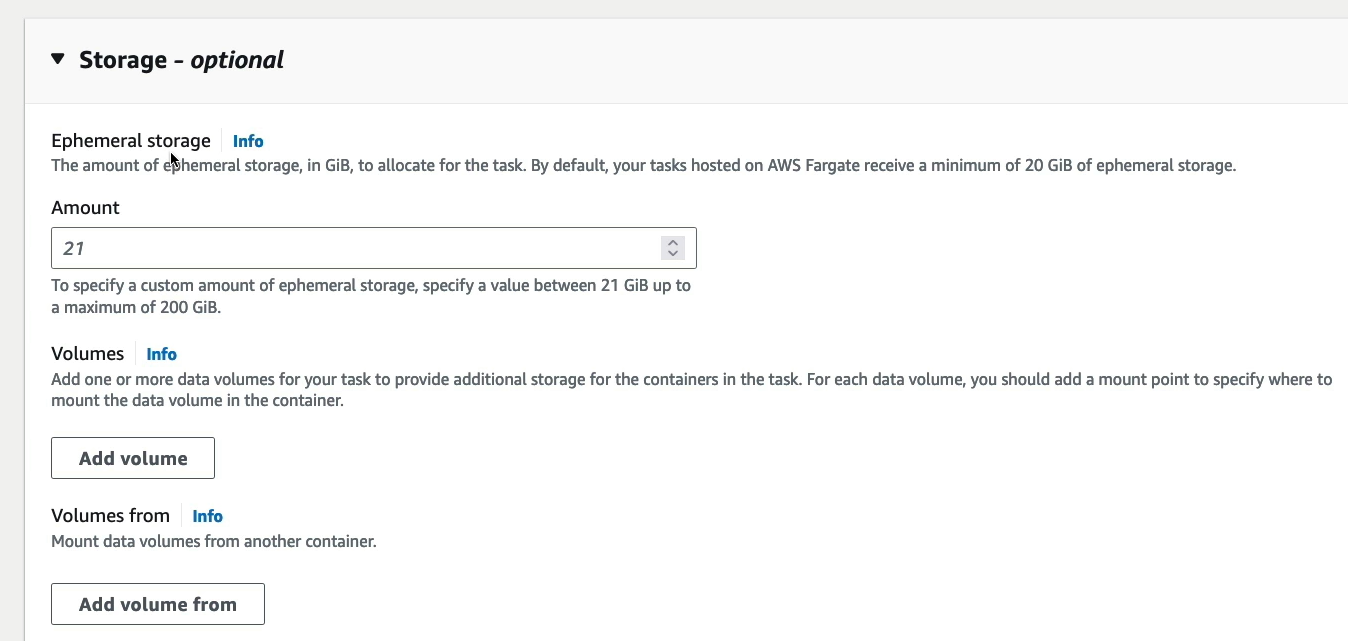 Storage - optional
Ephemeral storage Info
The amount of ephemeral storage, in GiB, to allocate for the task. By default, your tasks hosted on AWS Fargate receive a minimum of 20 GiB of ephemeral storage.
Amount
21
To specify a custom amount of ephemeral storage, specify a value between 21 GiB up to
a maximum of 200 GiB.
Volumes Info
Add one or more data volumes for your task to provide additional storage for the containers in the task. For each data volume, you should add a mount point to specify where to
mount the data volume in the container.
Add volume
Volumes from Info
Mount data volumes from another container.
Add volume from